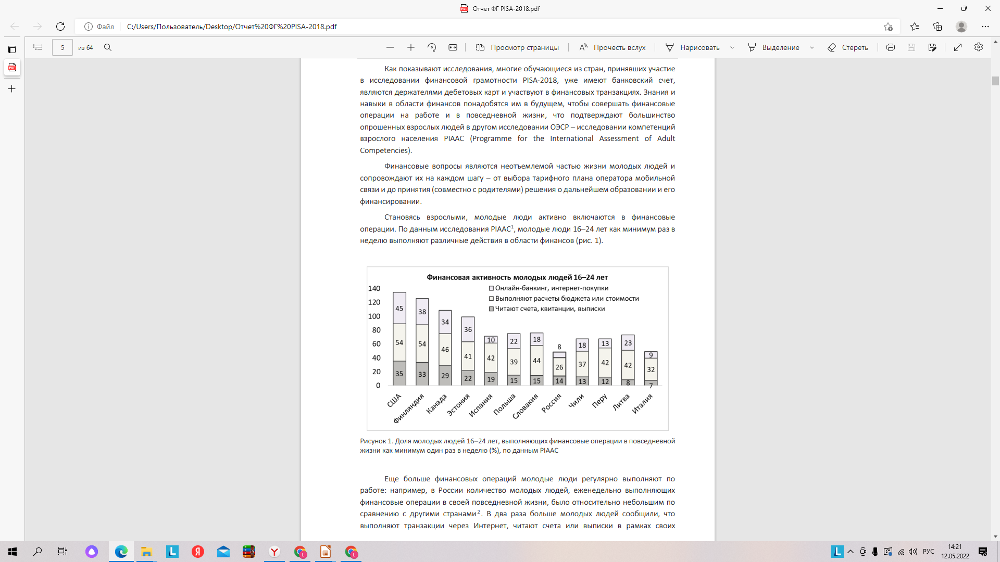 Отчет ФГ PISA-2018.pdf
Файл
C:/Users/Пользователь/Desktop/Отчет%20ФГ%20PISA-2018.pdf
5 из 64
Просмотр страницы
Прочесть вслух
Нарисовать
Выделение
Стереть
Как показывают исследования, многие обучающиеся из стран, принявших участие
в исследовании финансовой грамотности PISA-2018, уже имеют банковский счет,
являются держателями дебетовых карт и участвуют в финансовых транзакциях. Знания и
навыки в области финансов понадобятся им в будущем, чтобы совершать финансовые
операции на работе и в повседневной жизни, что подтверждают большинство
опрошенных взрослых людей в другом исследовании ОЭСР – исследовании компетенций
взрослого населения PIAAC (Programme for the International Assessment of Adult
Competencies).
Финансовые вопросы являются неотъемлемой частью жизни молодых людей и
сопровождают их на каждом шагу – от выбора тарифного плана оператора мобильной
связи и до принятия (совместно с родителями) решения о дальнейшем образовании и его
финансировании.
Становясь взрослыми, молодые люди активно включаются в финансовые
операции. По данным исследования PIAAC¹, молодые люди 16–24 лет как минимум раз в
неделю выполняют различные действия в области финансов (рис. 1).
Финансовая активность молодых людей 16–24 лет
Онлайн-банкинг, интернет-покупки
Выполняют расчеты бюджета или стоимости
Читают счета, квитанции, выписки
140
120
100
80
60
40
20
0
45 38 34 36 10 22 18 8 18 13 23 9
54 54 46 41 42 39 44 26 37 42 42 32
35 33 29 22 19 15 15 14 13 12 8 7
США Финляндия Канада Эстония Испания Польша Словакия Россия Чили Перу Литва Италия
Рисунок 1. Доля молодых людей 16–24 лет, выполняющих финансовые операции в повседневной
жизни как минимум один раз в неделю (%), по данным PIAAC
Еще больше финансовых операций молодые люди регулярно выполняют по
работе: например, в России количество молодых людей, еженедельно выполняющих
финансовые операции в своей повседневной жизни, было относительно небольшим по
сравнению с другими странами². В два раза больше молодых людей сообщили, что
выполняют транзакции через Интернет, читают счета или выписки в рамках своих
РУС
14:21
12.05.2022